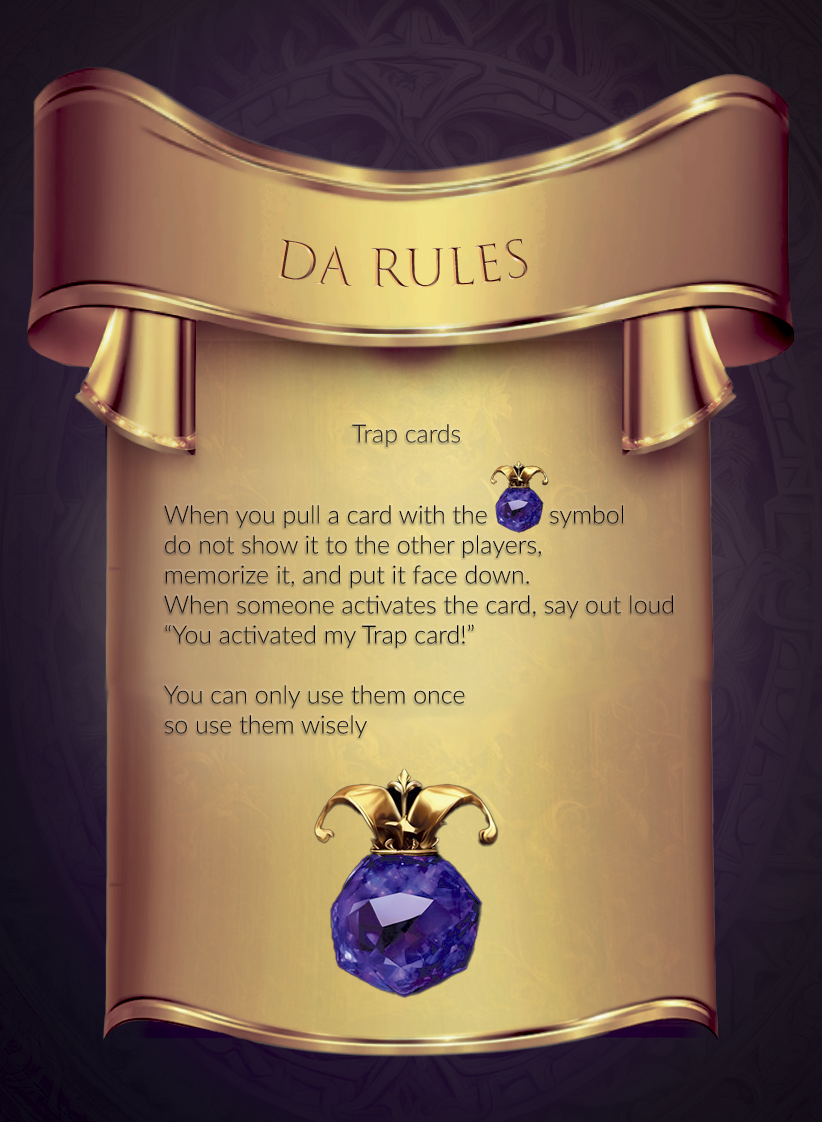 DA RULES
Trap cards
When you pull a card with the symbol
do not show it to the other players,
memorize it, and put it face down.
When someone activates the card, say out loud
“You activated my Trap card!”
You can only use them once
so use them wisely